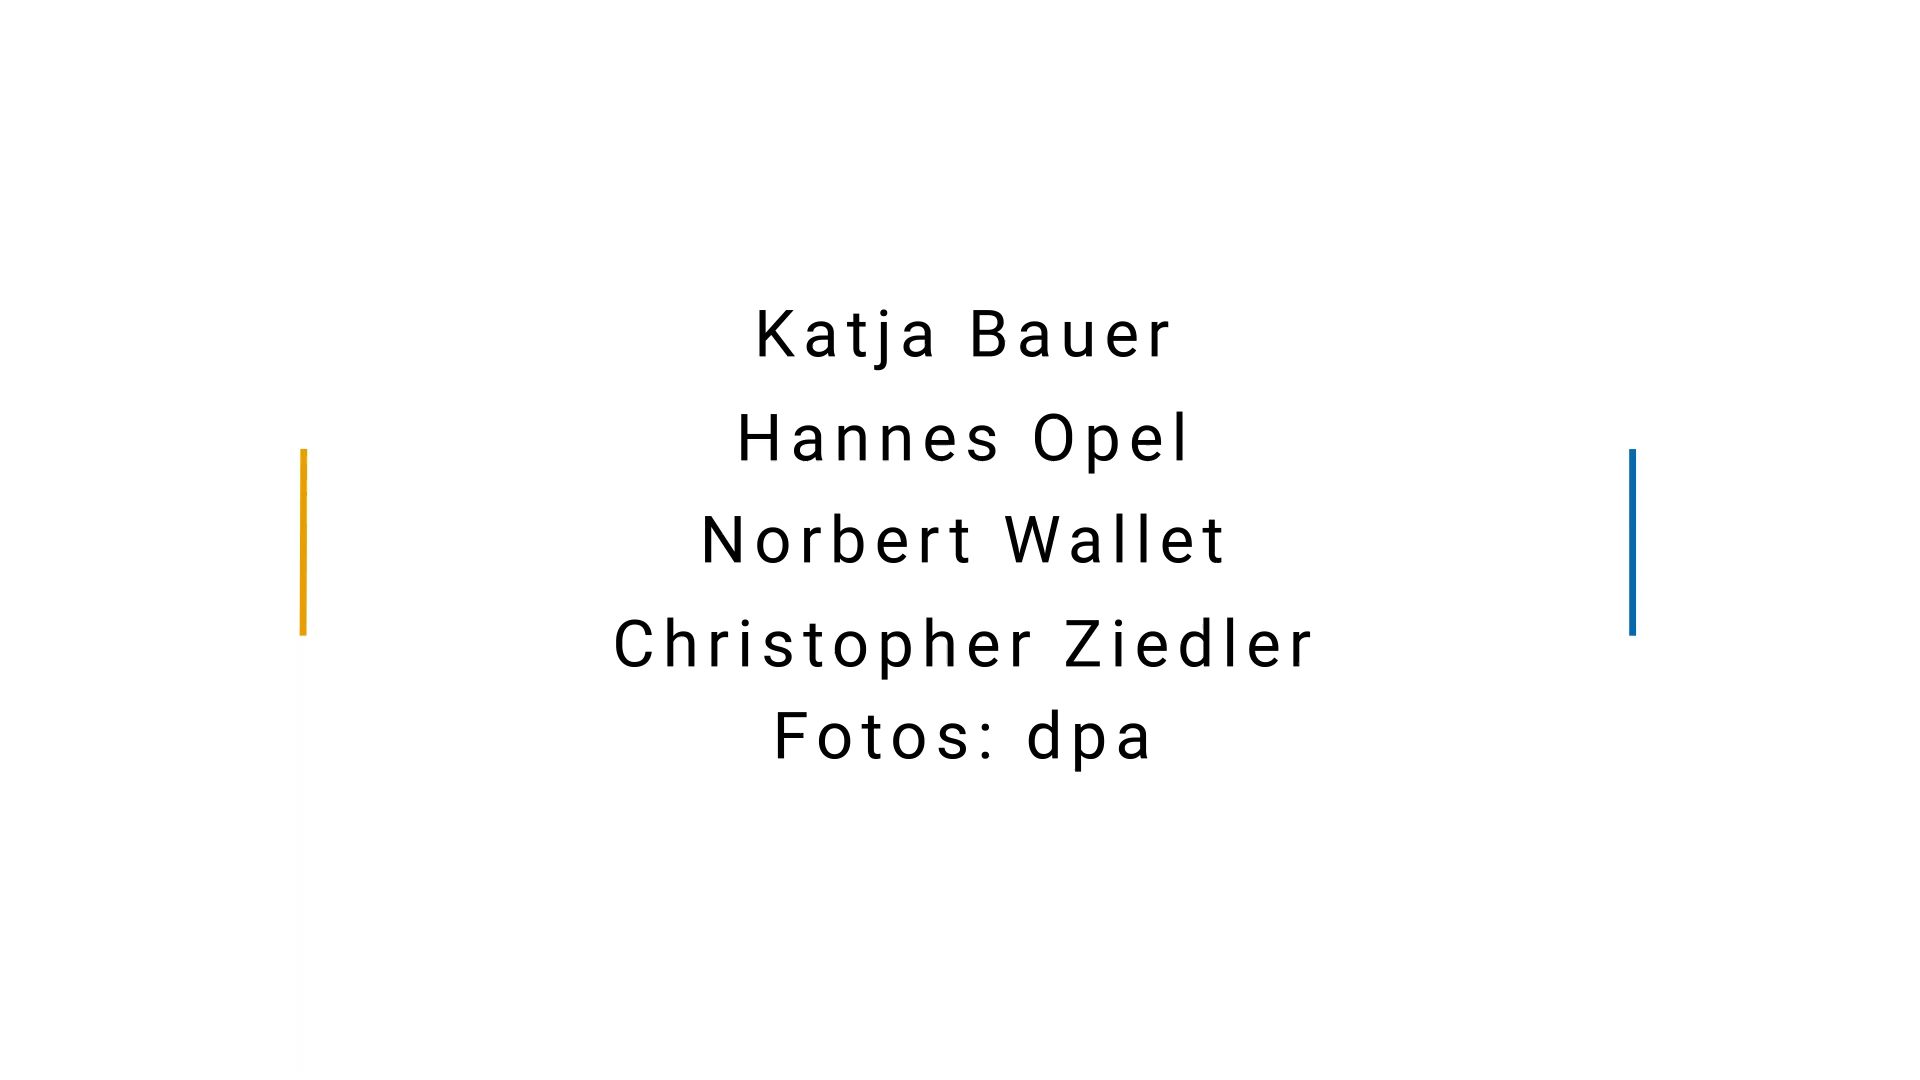 Katja Bauer
Hannes Opel
Norbert Wallet
Christopher Ziedler
Fotos: dpa